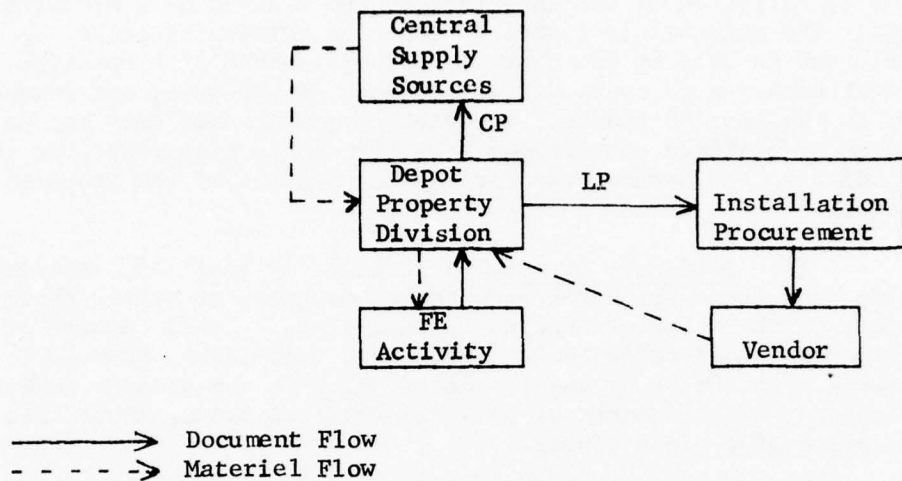 Central
Supply
Sources
CP
Depot
Property
Division
LP
Installation
Procurement
FE
Activity
Vendor
Document Flow
Materiel Flow